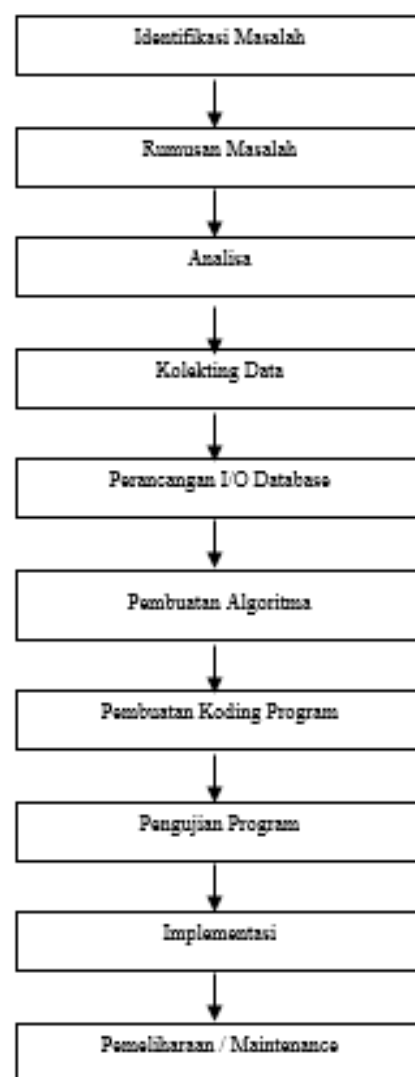 Identifikasi Masalah
Rumusan Masalah
Analisa
Kolekting Data
Perancangan I/O Database
Pembuatan Algoritma
Pembuatan Koding Program
Pengujian Program
Implementasi
Pemeliharaan / Maintenance